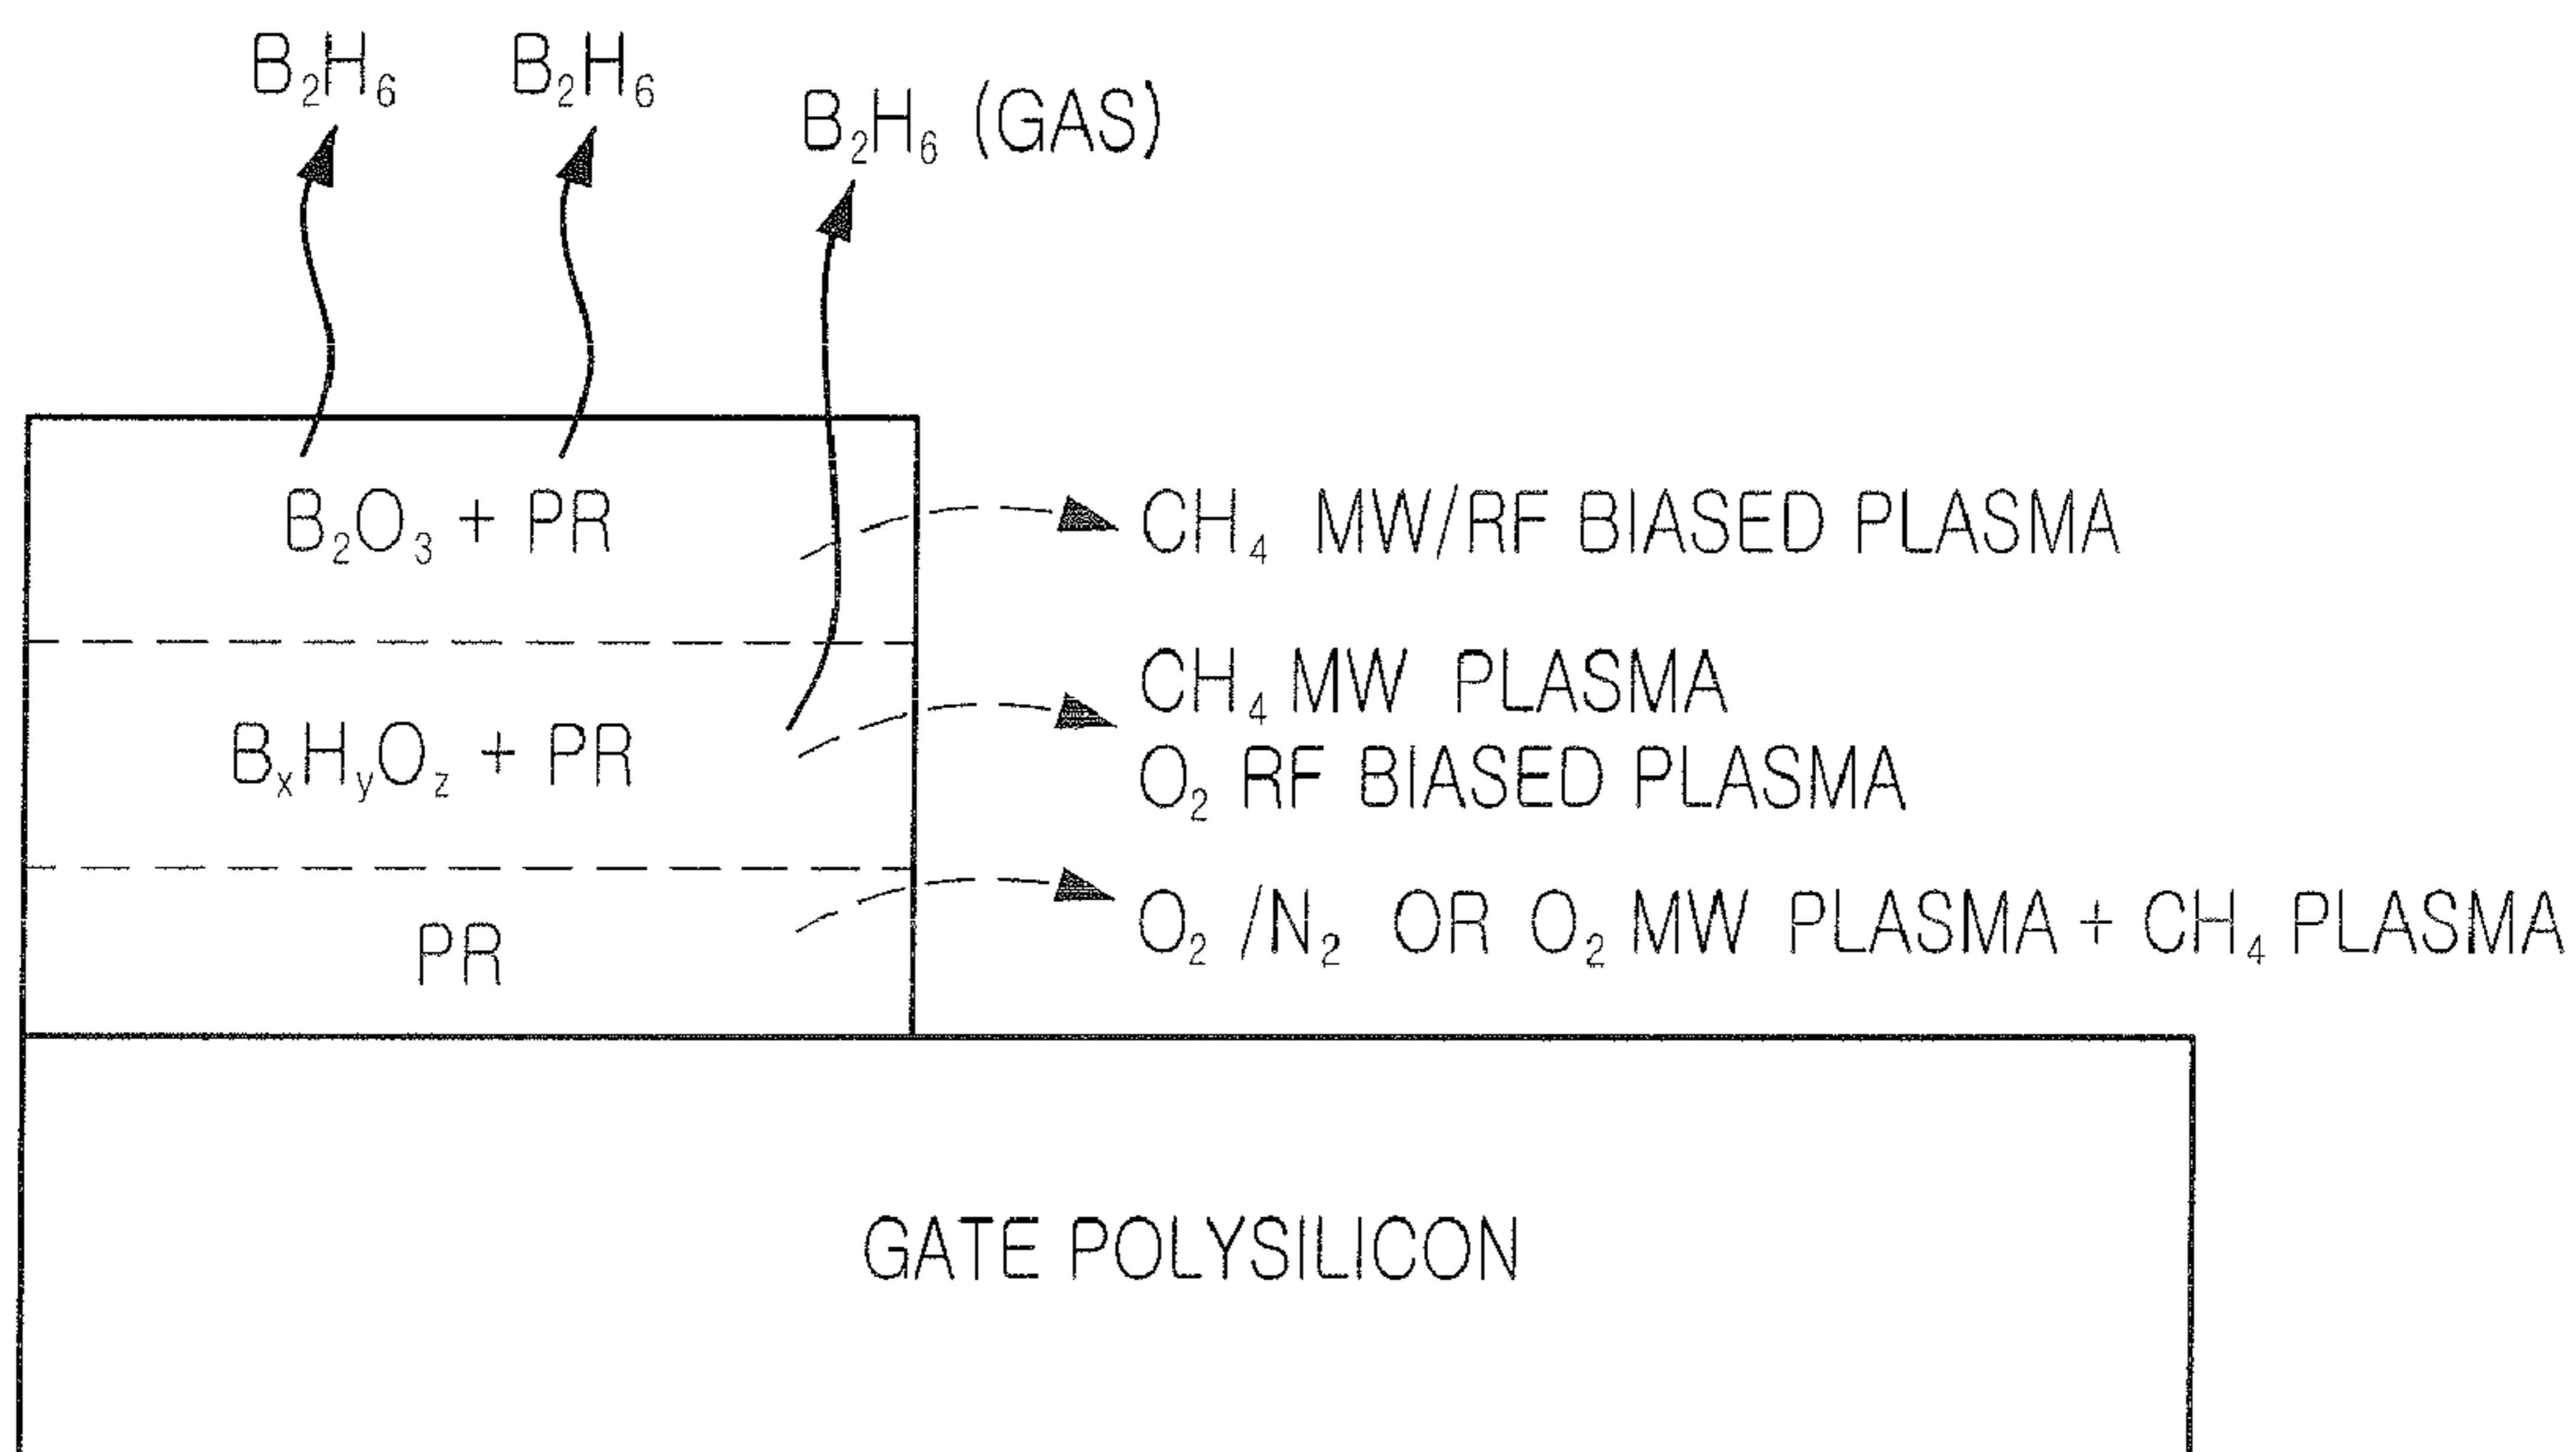 B₂H₆ B₂H₆
B₂H₆ (GAS)
B₂O₃ + PR
CH₄ MW/RF BIASED PLASMA
CH₄ MW PLASMA
BₓHᵧO_z + PR
O₂ RF BIASED PLASMA
O₂ /N₂ OR O₂ MW PLASMA + CH₄ PLASMA
PR
GATE POLYSILICON